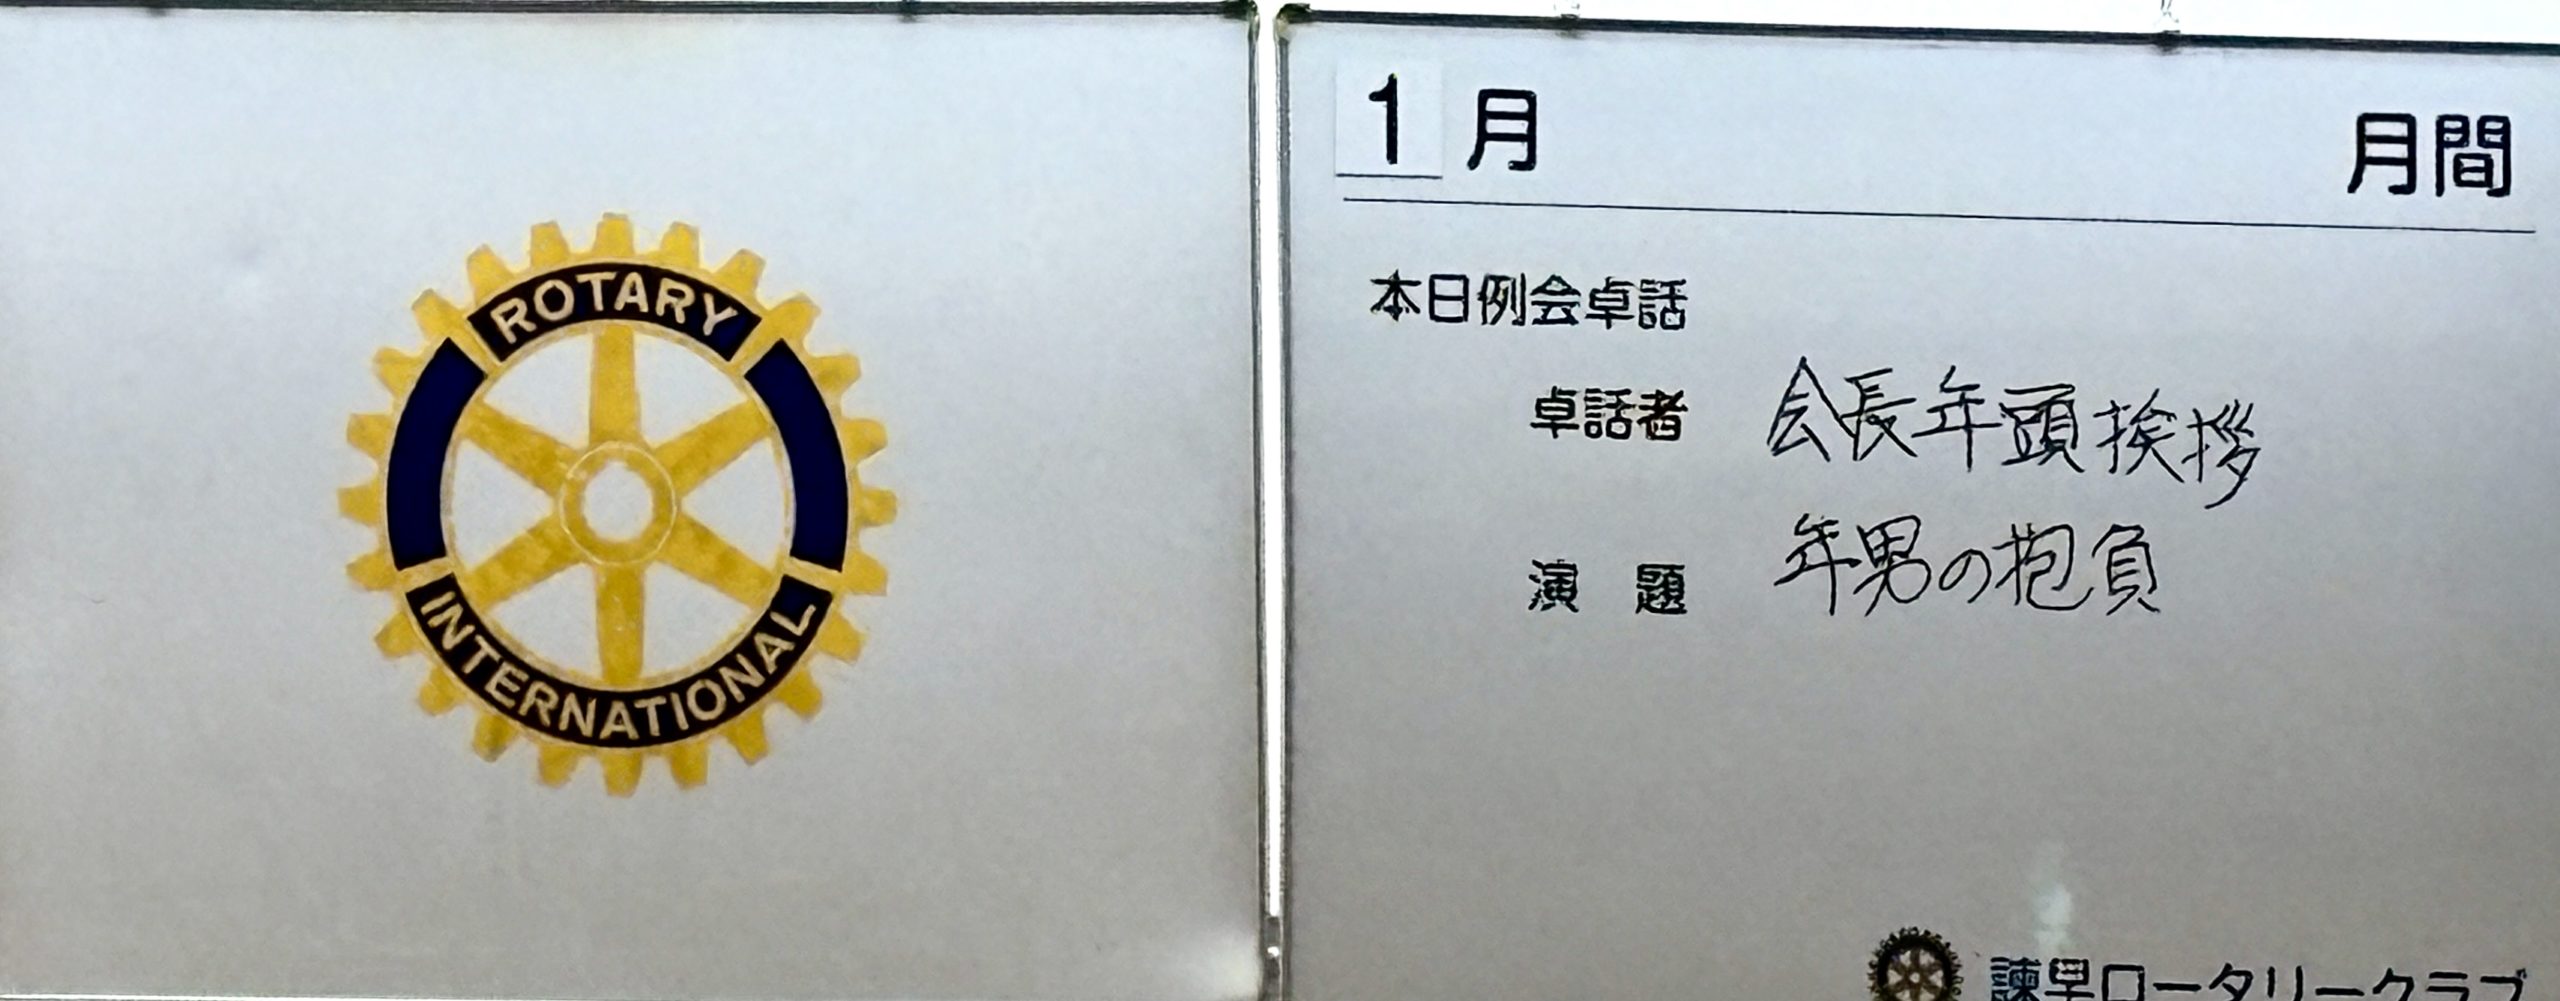 ROTARY
INTERNATIONAL
1月 月間
本日例会卓話
卓話者 会長年頭挨拶
演 題 年男の抱負
諫早ロータリークラブ